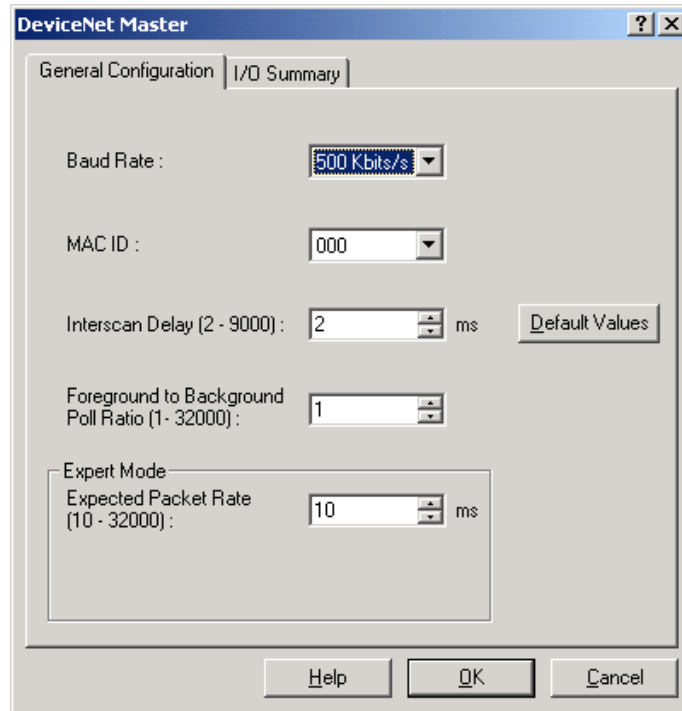 DeviceNet Master
General Configuration
I/O Summary
Baud Rate :
500 Kbits/s
MAC ID :
000
Interscan Delay (2 - 9000) :
2
ms
Default Values
Foreground to Background
Poll Ratio (1- 32000) :
1
Expert Mode
Expected Packet Rate
(10 - 32000) :
10
ms
Help
OK
Cancel